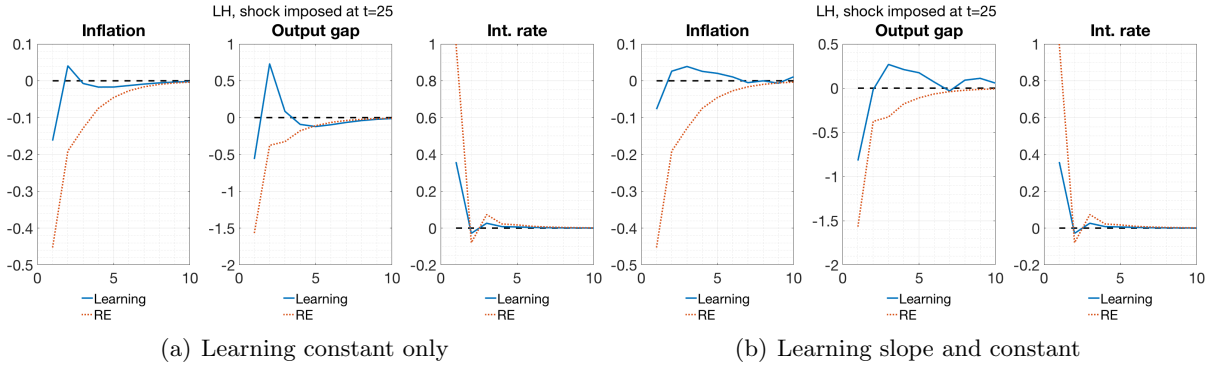 LH, shock imposed at t=25
Inflation
Output gap
Int. rate
0.1
0
-0.1
-0.2
-0.3
-0.4
-0.5
0
5
10
Learning
RE
1
0.5
0
-0.5
-1
-1.5
-2
0
5
10
Learning
RE
1
0.8
0.6
0.4
0.2
0
-0.2
0
5
10
Learning
RE
(a) Learning constant only
LH, shock imposed at t=25
Inflation
Output gap
Int. rate
0.1
0
-0.1
-0.2
-0.3
-0.4
-0.5
0
5
10
Learning
RE
0.5
0
-0.5
-1
-1.5
-2
0
5
10
Learning
RE
1
0.8
0.6
0.4
0.2
0
-0.2
0
5
10
Learning
RE
(b) Learning slope and constant